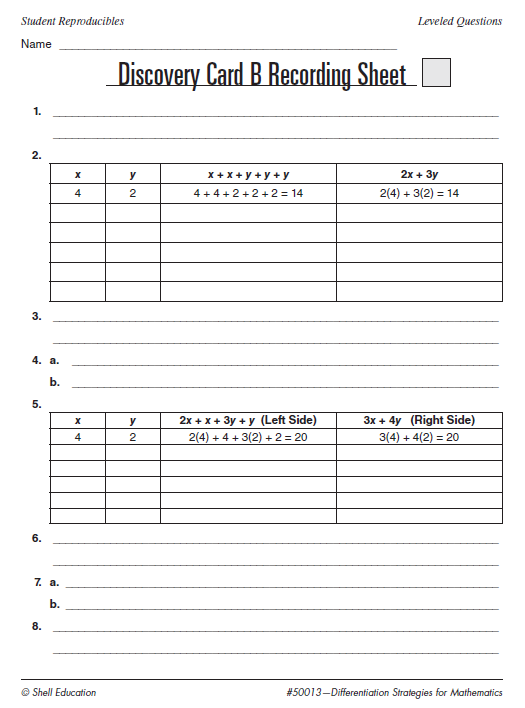 Student Reproducibles Leveled Questions
Name
Discovery Card B Recording Sheet
1.
2.
x y x + x + y + y + y 2x + 3y
4 2 4 + 4 + 2 + 2 + 2 = 14 2(4) + 3(2) = 14
3.
4. a.
b.
5.
x y 2x + x + 3y + y (Left Side) 3x + 4y (Right Side)
4 2 2(4) + 4 + 3(2) + 2 = 20 3(4) + 4(2) = 20
6.
7. a.
b.
8.
© Shell Education #50013—Differentiation Strategies for Mathematics